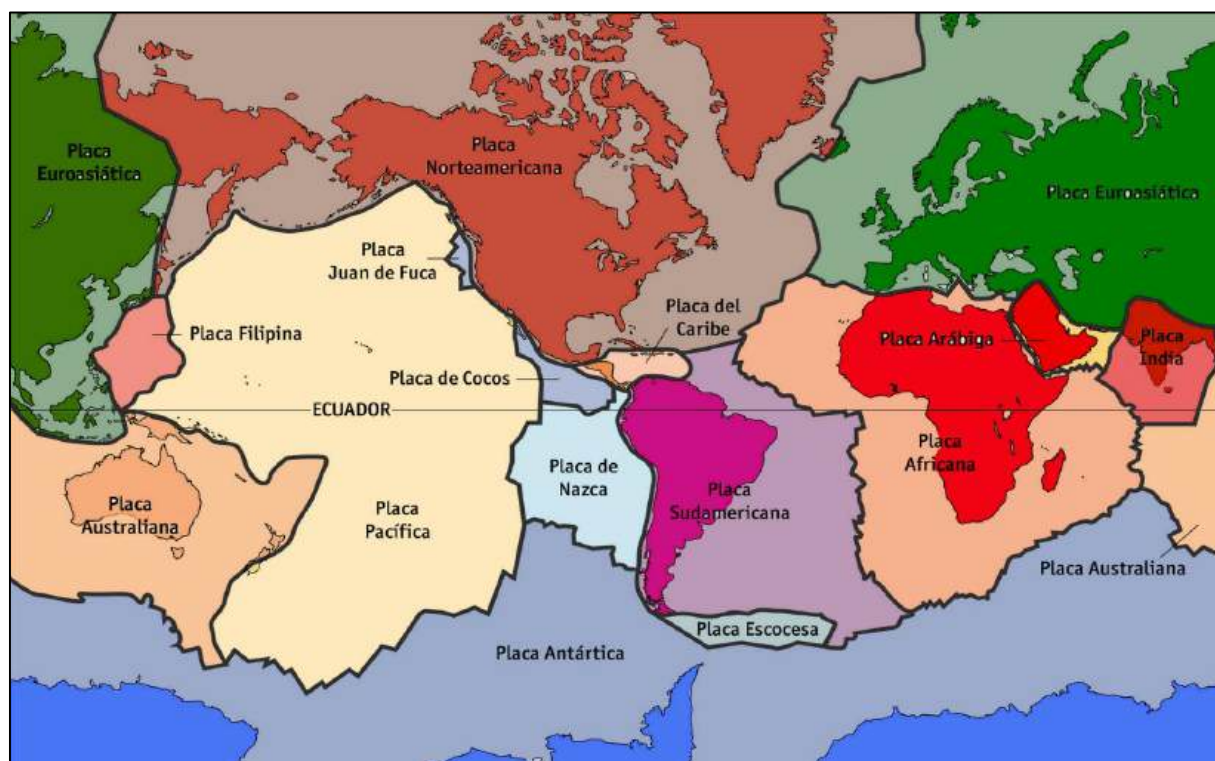 Placa
Euroasiática
Placa
Norteamericana
Placa Euroasiática
Placa
Juan de Fuca
Placa del
Caribe
Placa Filipina
Placa Arábiga
Placa
India
Placa de Cocos
ECUADOR
Placa
Africana
Placa de
Nazca
Placa
Sudamericana
Placa
Australiana
Placa
Pacífica
Placa Australiana
Placa Escocesa
Placa Antártica